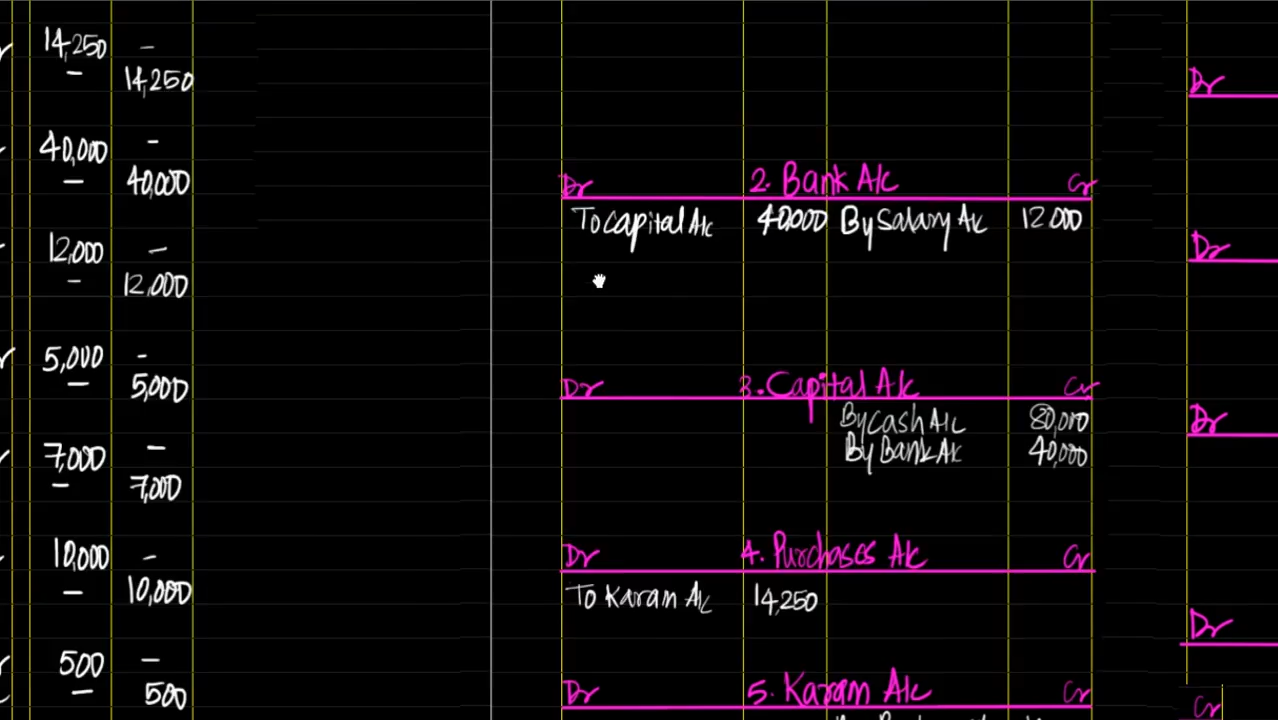 14,250 -
- 14,250
40,000 -
- 40,000
12,000 -
- 12,000
5,000 -
- 5,000
7,000 -
- 7,000
10,000 -
- 10,000
500 -
- 500
Dr 2. Bank A/c Cr
To Capital A/c 40,000 By Salary A/c 12,000
Dr 3. Capital A/c Cr
By Cash A/c 80,000
By Bank A/c 40,000
Dr 4. Purchases A/c Cr
To Karam A/c 14,250
Dr 5. Karam A/c Cr
Dr
Dr
Dr
Dr
Cr